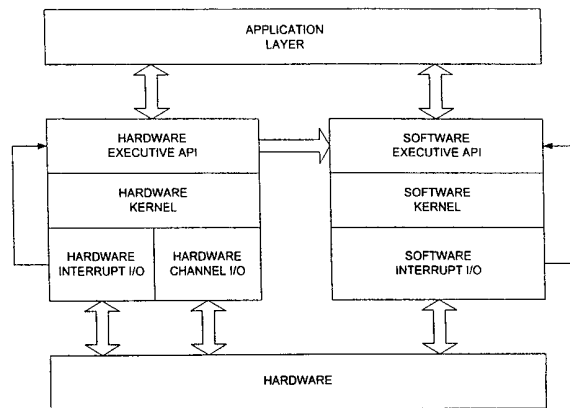 APPLICATION
LAYER
HARDWARE
EXECUTIVE API
SOFTWARE
EXECUTIVE API
HARDWARE
KERNEL
SOFTWARE
KERNEL
HARDWARE
INTERRUPT I/O
HARDWARE
CHANNEL I/O
SOFTWARE
INTERRUPT I/O
HARDWARE